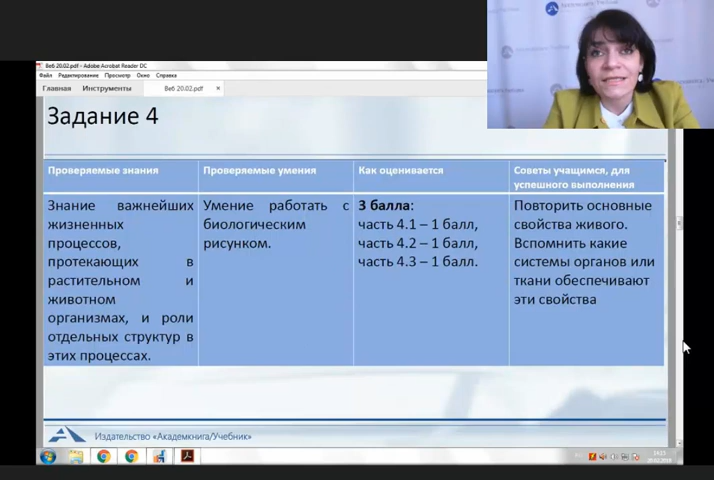 Веб 20.02.pdf - Adobe Acrobat Reader DC
Файл Редактирование Просмотр Окно Справка
Главная Инструменты Веб 20.02.pdf ×
Задание 4
Проверяемые знания
Проверяемые умения
Как оценивается
Советы учащимся, для
успешного выполнения
Знание важнейших
жизненных
процессов,
протекающих в
растительном и
животном
организмах, и роли
отдельных структур в
этих процессах.
Умение работать с
биологическим
рисунком.
3 балла:
часть 4.1 – 1 балл,
часть 4.2 – 1 балл,
часть 4.3 – 1 балл.
Повторить основные
свойства живого.
Вспомнить какие
системы органов или
ткани обеспечивают
эти свойства
Издательство «Академкнига/Учебник»